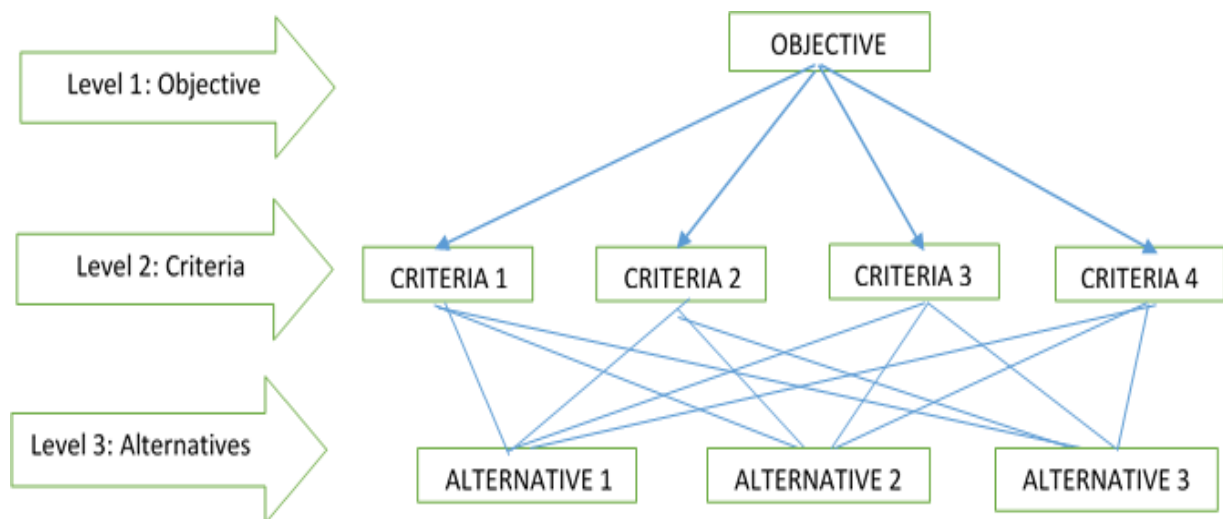 OBJECTIVE
Level 1: Objective
Level 2: Criteria
CRITERIA 1
CRITERIA 2
CRITERIA 3
CRITERIA 4
Level 3: Alternatives
ALTERNATIVE 1
ALTERNATIVE 2
ALTERNATIVE 3